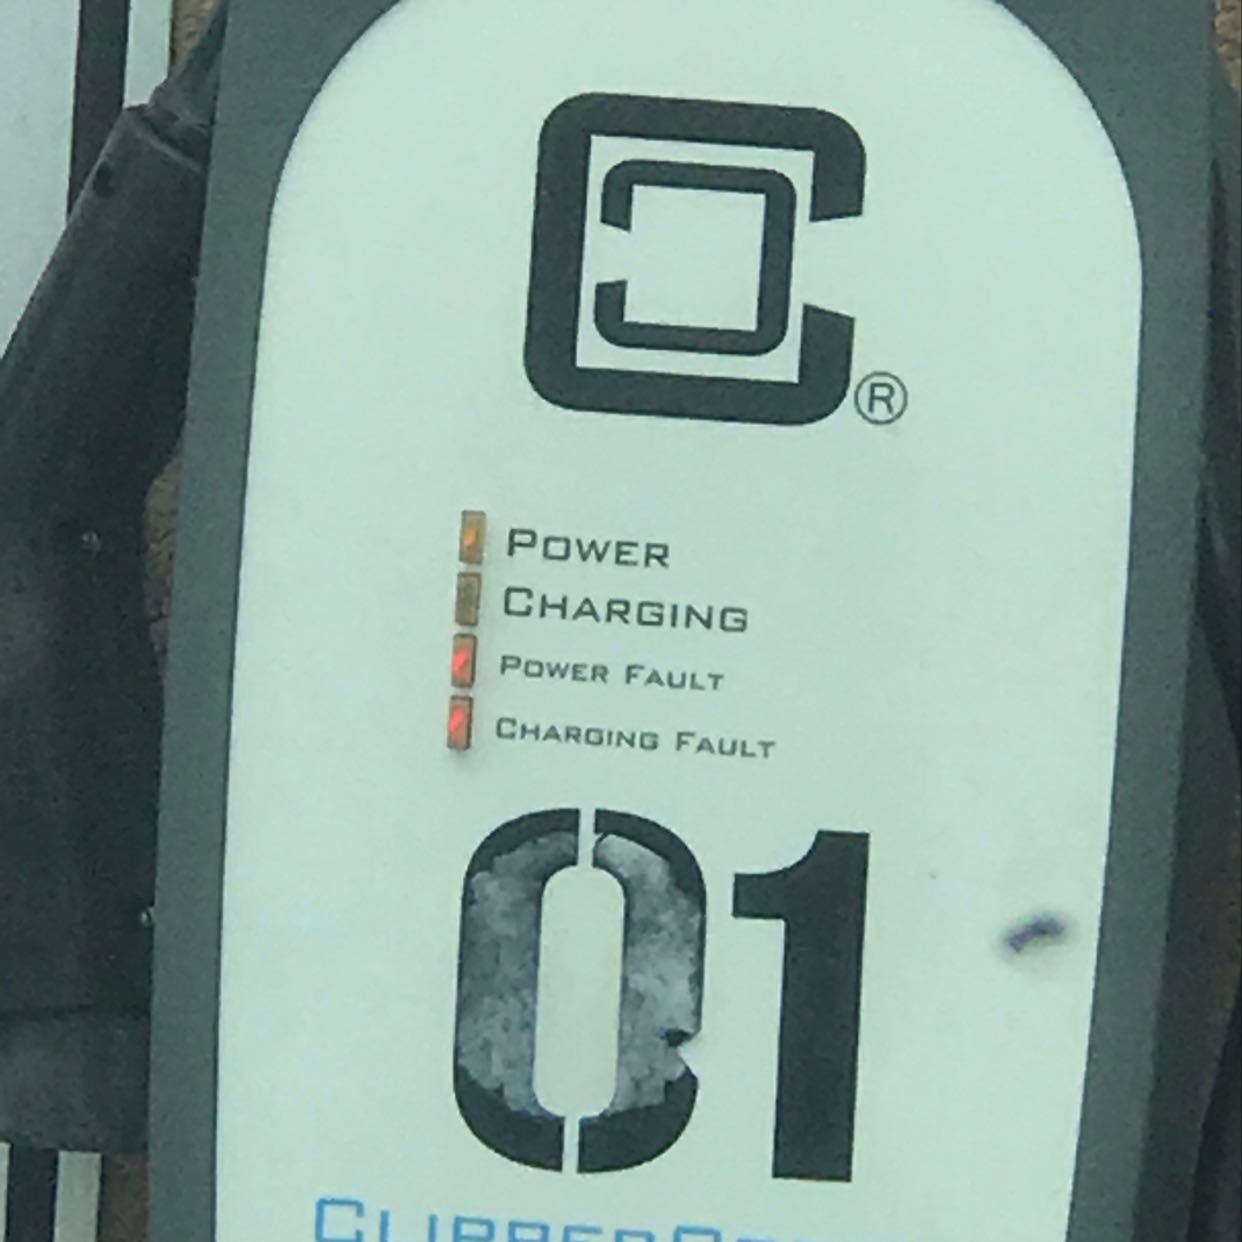 ®
POWER
CHARGING
POWER FAULT
CHARGING FAULT
01